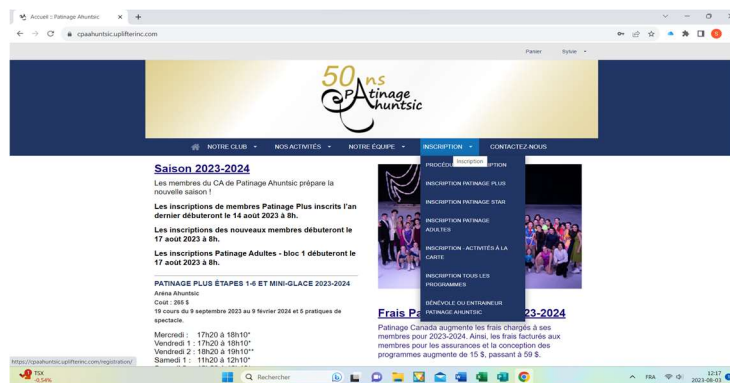 Accueil :: Patinage Ahuntsic
cpaahuntsic.uplifterinc.com
Panier Sylvie
50 ns
PAtinage
huntsic
NOTRE CLUB NOS ACTIVITÉS NOTRE ÉQUIPE INSCRIPTION CONTACTEZ-NOUS
Inscription
PROCÉDU IPTION
INSCRIPTION PATINAGE PLUS
INSCRIPTION PATINAGE STAR
INSCRIPTION PATINAGE
ADULTES
INSCRIPTION - ACTIVITÉS À LA
CARTE
INSCRIPTION TOUS LES
PROGRAMMES
BÉNÉVOLE OU ENTRAINEUR
PATINAGE AHUNTSIC
Saison 2023-2024
Les membres du CA de Patinage Ahuntsic prépare la
nouvelle saison !
Les inscriptions de membres Patinage Plus inscrits l'an
dernier débuteront le 14 août 2023 à 8h.
Les inscriptions des nouveaux membres débuteront le
17 août 2023 à 8h.
Les inscriptions Patinage Adultes - bloc 1 débuteront le
17 août 2023 à 8h.
PATINAGE PLUS ÉTAPES 1-6 ET MINI-GLACE 2023-2024
Aréna Ahuntsic
Coût : 265 $
19 cours du 9 septembre 2023 au 9 février 2024 et 5 pratiques de
spectacle.
Mercredi : 17h20 à 18h10*
Vendredi 1 : 17h20 à 18h10*
Vendredi 2 : 18h20 à 19h10**
Samedi 1 : 11h20 à 12h10*
Frais Pa 23-2024
Patinage Canada augmente les frais chargés à ses
membres pour 2023-2024. Ainsi, les frais facturés aux
membres pour les assurances et la conception des
programmes augmente de 15 $, passant à 59 $.
https://cpaahuntsic.uplifterinc.com/registration/
TSX
-0.54%
Rechercher
FRA
12:17
2023-08-03